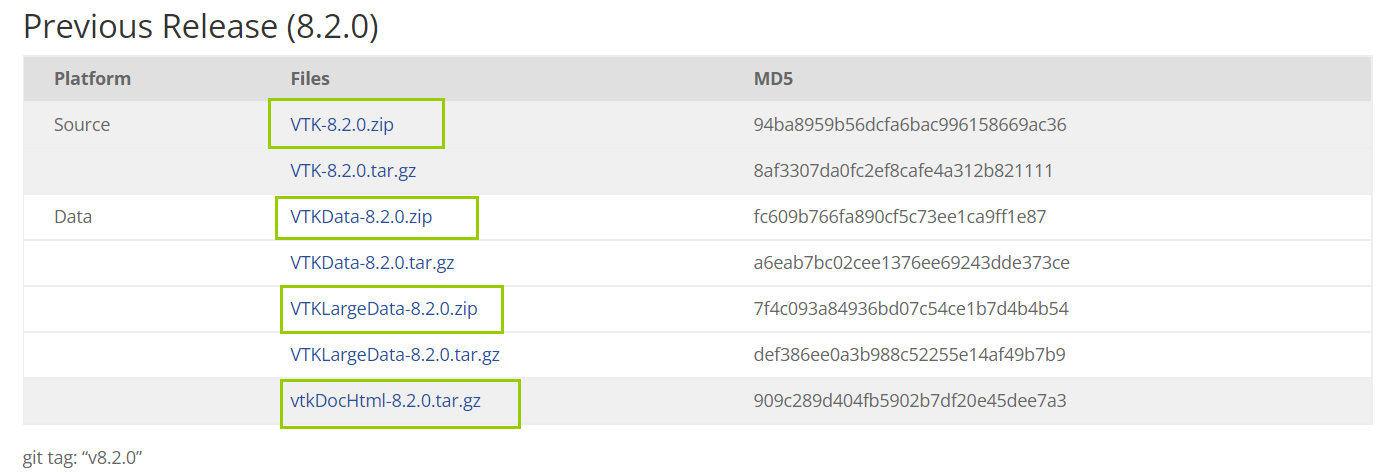 Previous Release (8.2.0)
Platform Files MD5
Source VTK-8.2.0.zip 94ba8959b56dcfa6bac996158669ac36
VTK-8.2.0.tar.gz 8af3307da0fc2ef8cafe4a312b821111
Data VTKData-8.2.0.zip fc609b766fa890cf5c73ee1ca9ff1e87
VTKData-8.2.0.tar.gz a6eab7bc02cee1376ee69243dde373ce
VTKLargeData-8.2.0.zip 7f4c093a84936bd07c54ce1b7d4b4b54
VTKLargeData-8.2.0.tar.gz def386ee0a3b988c52255e14af49b7b9
vtkDocHtml-8.2.0.tar.gz 909c289d404fb5902b7df20e45dee7a3
git tag: “v8.2.0”